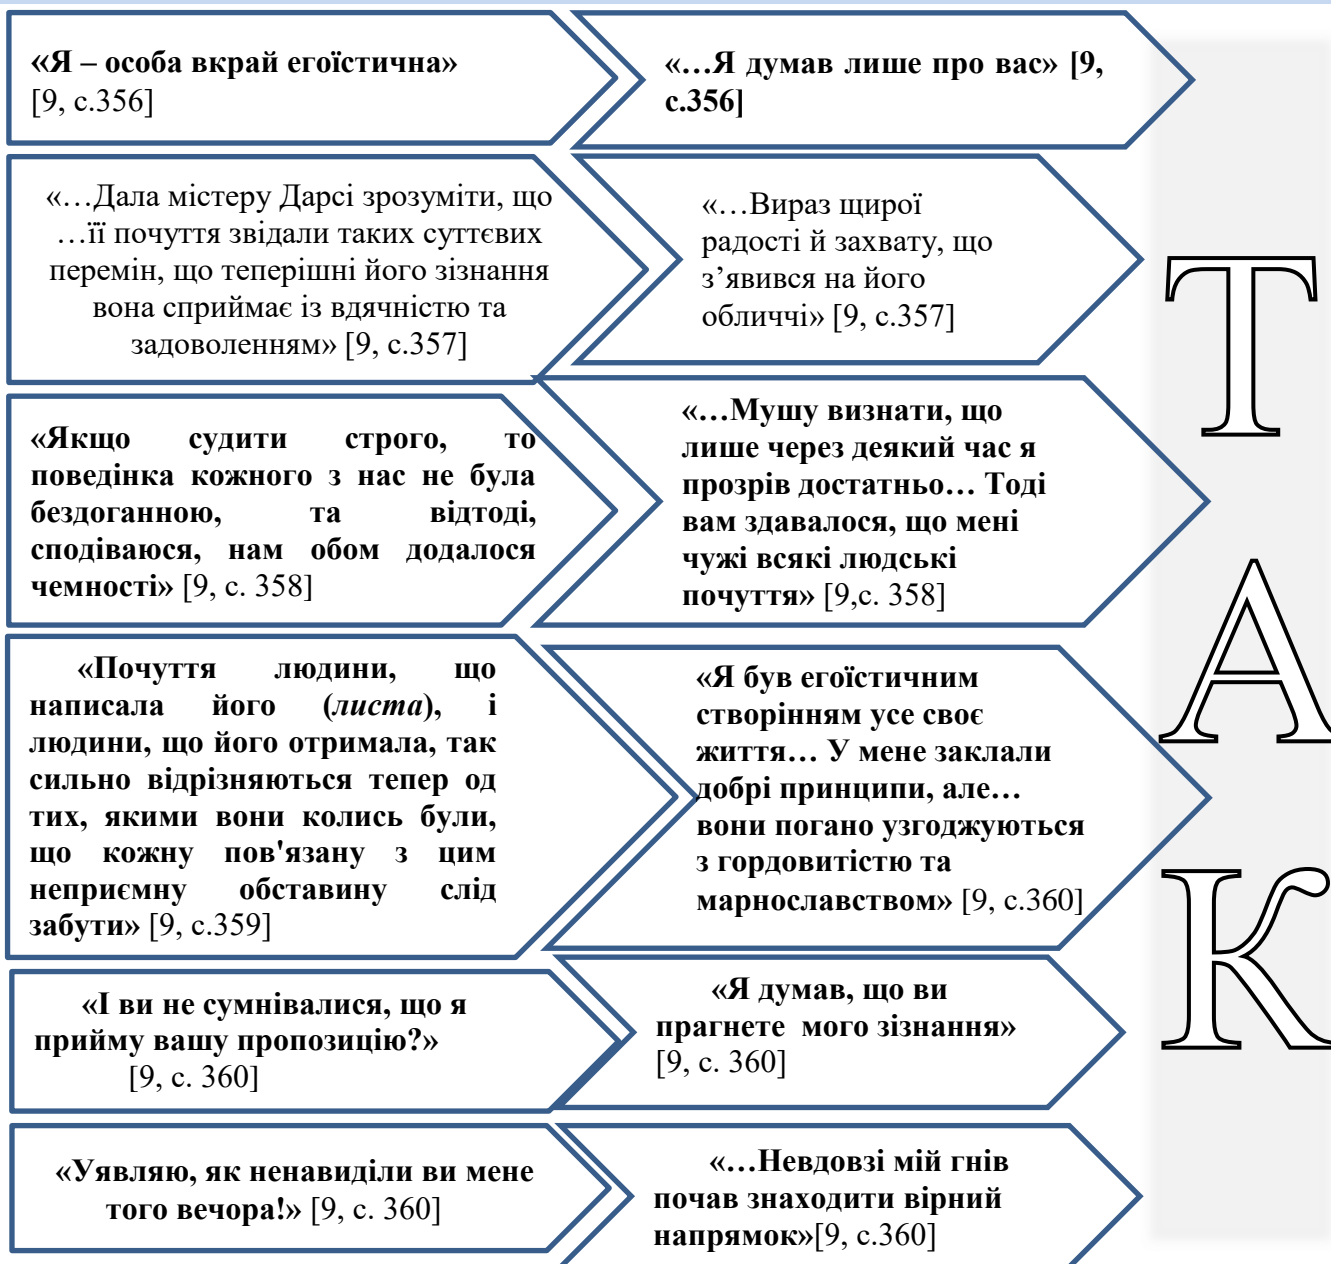 «Я – особа вкрай егоїстична»
[9, с.356]
«…Я думав лише про вас» [9,
с.356]
«…Дала містеру Дарсі зрозуміти, що
…її почуття звідали таких суттєвих
перемін, що теперішні його зізнання
вона сприймає із вдячністю та
задоволенням» [9, с.357]
«…Вираз щирої
радості й захвату, що
з’явився на його
обличчі» [9, с.357]
«Якщо судити строго, то
поведінка кожного з нас не була
бездоганною, та відтоді,
сподіваюся, нам обом додалося
чемності» [9, с. 358]
«…Мушу визнати, що
лише через деякий час я
прозрів достатньо… Тоді
вам здавалося, що мені
чужі всякі людські
почуття» [9,с. 358]
«Почуття людини, що
написала його (листа), і
людини, що його отримала, так
сильно відрізняються тепер од
тих, якими вони колись були,
що кожну пов'язану з цим
неприємну обставину слід
забути» [9, с.359]
«Я був егоїстичним
створінням усе своє
життя… У мене заклали
добрі принципи, але…
вони погано узгоджуються
з гордовитістю та
марнославством» [9, с.360]
«І ви не сумнівалися, що я
прийму вашу пропозицію?»
[9, с. 360]
«Я думав, що ви
прагнете мого зізнання»
[9, с. 360]
«Уявляю, як ненавиділи ви мене
того вечора!» [9, с. 360]
«…Невдовзі мій гнів
почав знаходити вірний
напрямок»[9, с.360]
Т
А
К